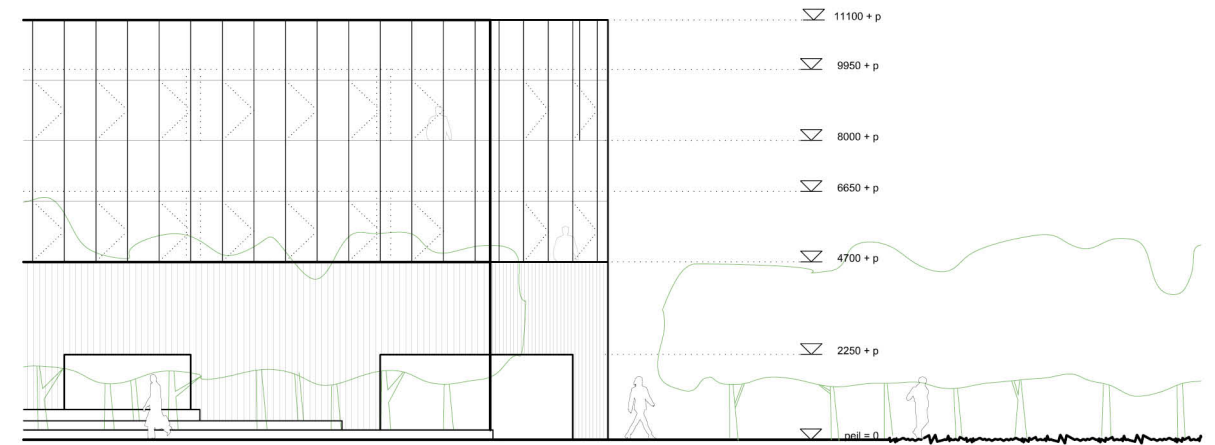 11100 + p
9950 + p
8000 + p
6650 + p
4700 + p
2250 + p
peil = 0